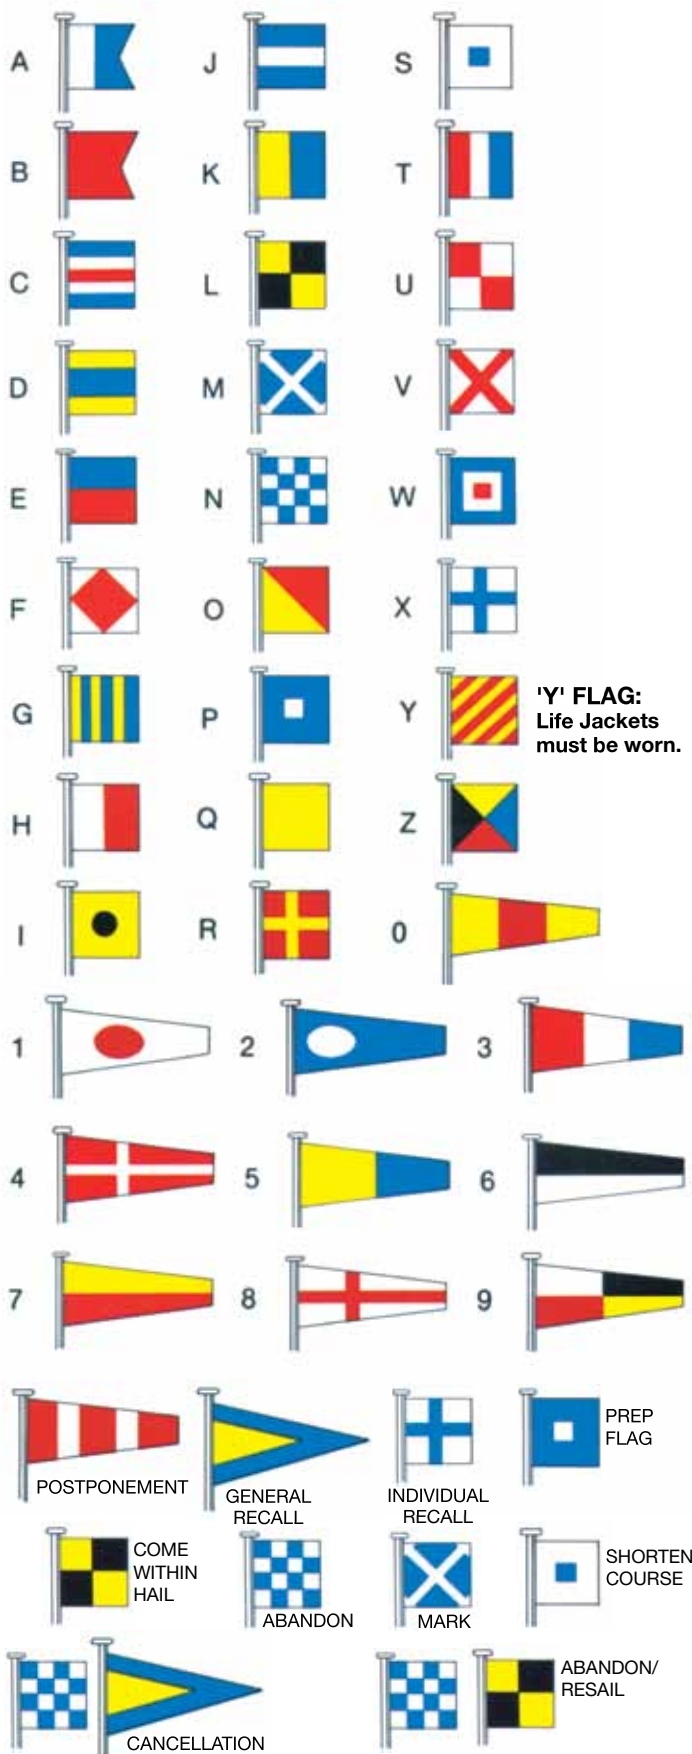 A J S
B K T
C L U
D M V
E N W
F O X
G P Y
'Y' FLAG:
Life Jackets
must be worn.
H Q Z
I R 0
1 2 3
4 5 6
7 8 9
POSTPONEMENT
GENERAL
RECALL
INDIVIDUAL
RECALL
PREP
FLAG
COME
WITHIN
HAIL
ABANDON
MARK
SHORTEN
COURSE
CANCELLATION
ABANDON/
RESAIL